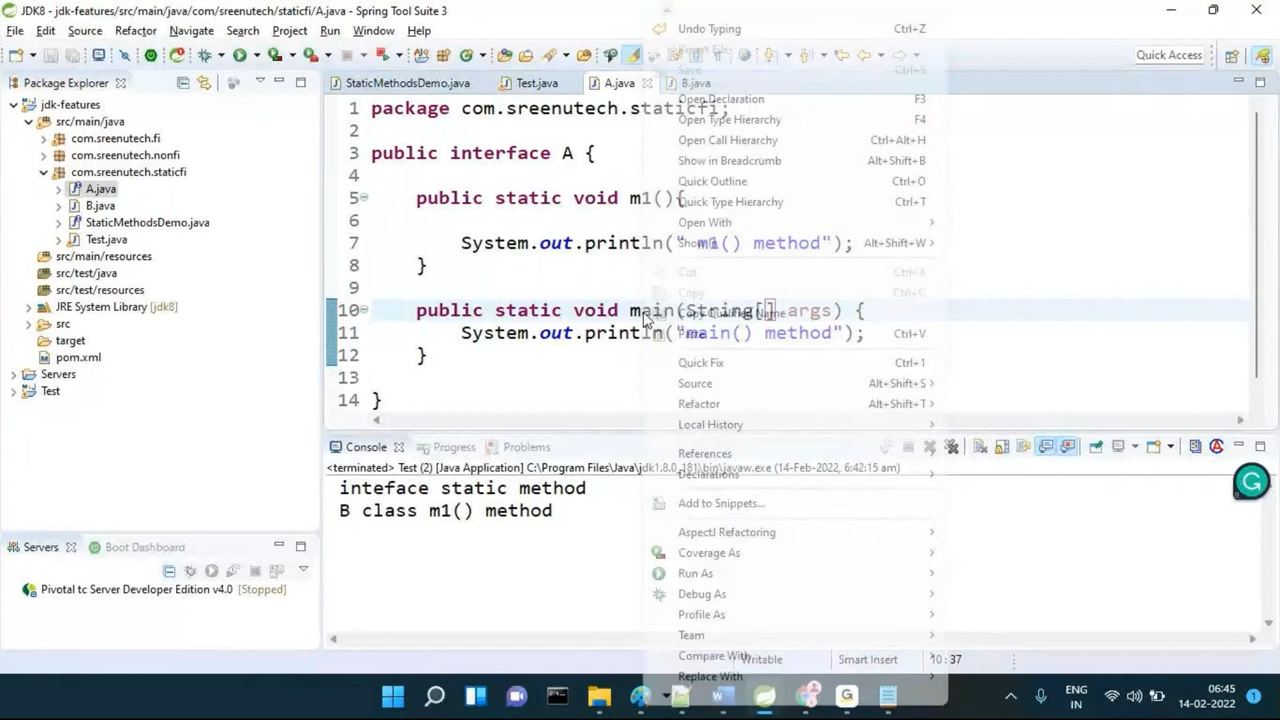 JDK8 - jdk-features/src/main/java/com/sreenutech/staticfi/A.java - Spring Tool Suite 3
File Edit Source Refactor Navigate Search Project Run Window Help
Quick Access
Package Explorer
jdk-features
src/main/java
com.sreenutech.fi
com.sreenutech.nonfi
com.sreenutech.staticfi
A.java
B.java
StaticMethodsDemo.java
Test.java
src/main/resources
src/test/java
src/test/resources
JRE System Library [jdk8]
src
target
pom.xml
Servers
Test
Servers Boot Dashboard
Pivotal tc Server Developer Edition v4.0 [Stopped]
StaticMethodsDemo.java Test.java A.java B.java
1 package com.sreenutech.staticfi;
2
3 public interface A {
4
5 public static void m1(){
6
7 System.out.println(" m1() method");
8 }
9
10 public static void main(String[] args) {
11 System.out.println("main() method");
12 }
13
14 }
Undo Typing Ctrl+Z
Save Ctrl+S
Open Declaration F3
Open Type Hierarchy F4
Open Call Hierarchy Ctrl+Alt+H
Show in Breadcrumb Alt+Shift+B
Quick Outline Ctrl+O
Quick Type Hierarchy Ctrl+T
Open With
Show In Alt+Shift+W
Cut Ctrl+X
Copy Ctrl+C
Copy Qualified Name
Paste Ctrl+V
Quick Fix Ctrl+1
Source Alt+Shift+S
Refactor Alt+Shift+T
Local History
References
Declarations
Add to Snippets...
AspectJ Refactoring
Coverage As
Run As
Debug As
Profile As
Team
Compare With
Replace With
Console Progress Problems
<terminated> Test (2) [Java Application] C:\Program Files\Java\jdk1.8.0_181\bin\javaw.exe (14-Feb-2022, 6:42:15 am)
inteface static method
B class m1() method
Writable Smart Insert 10:37
ENG
IN
06:45
14-02-2022